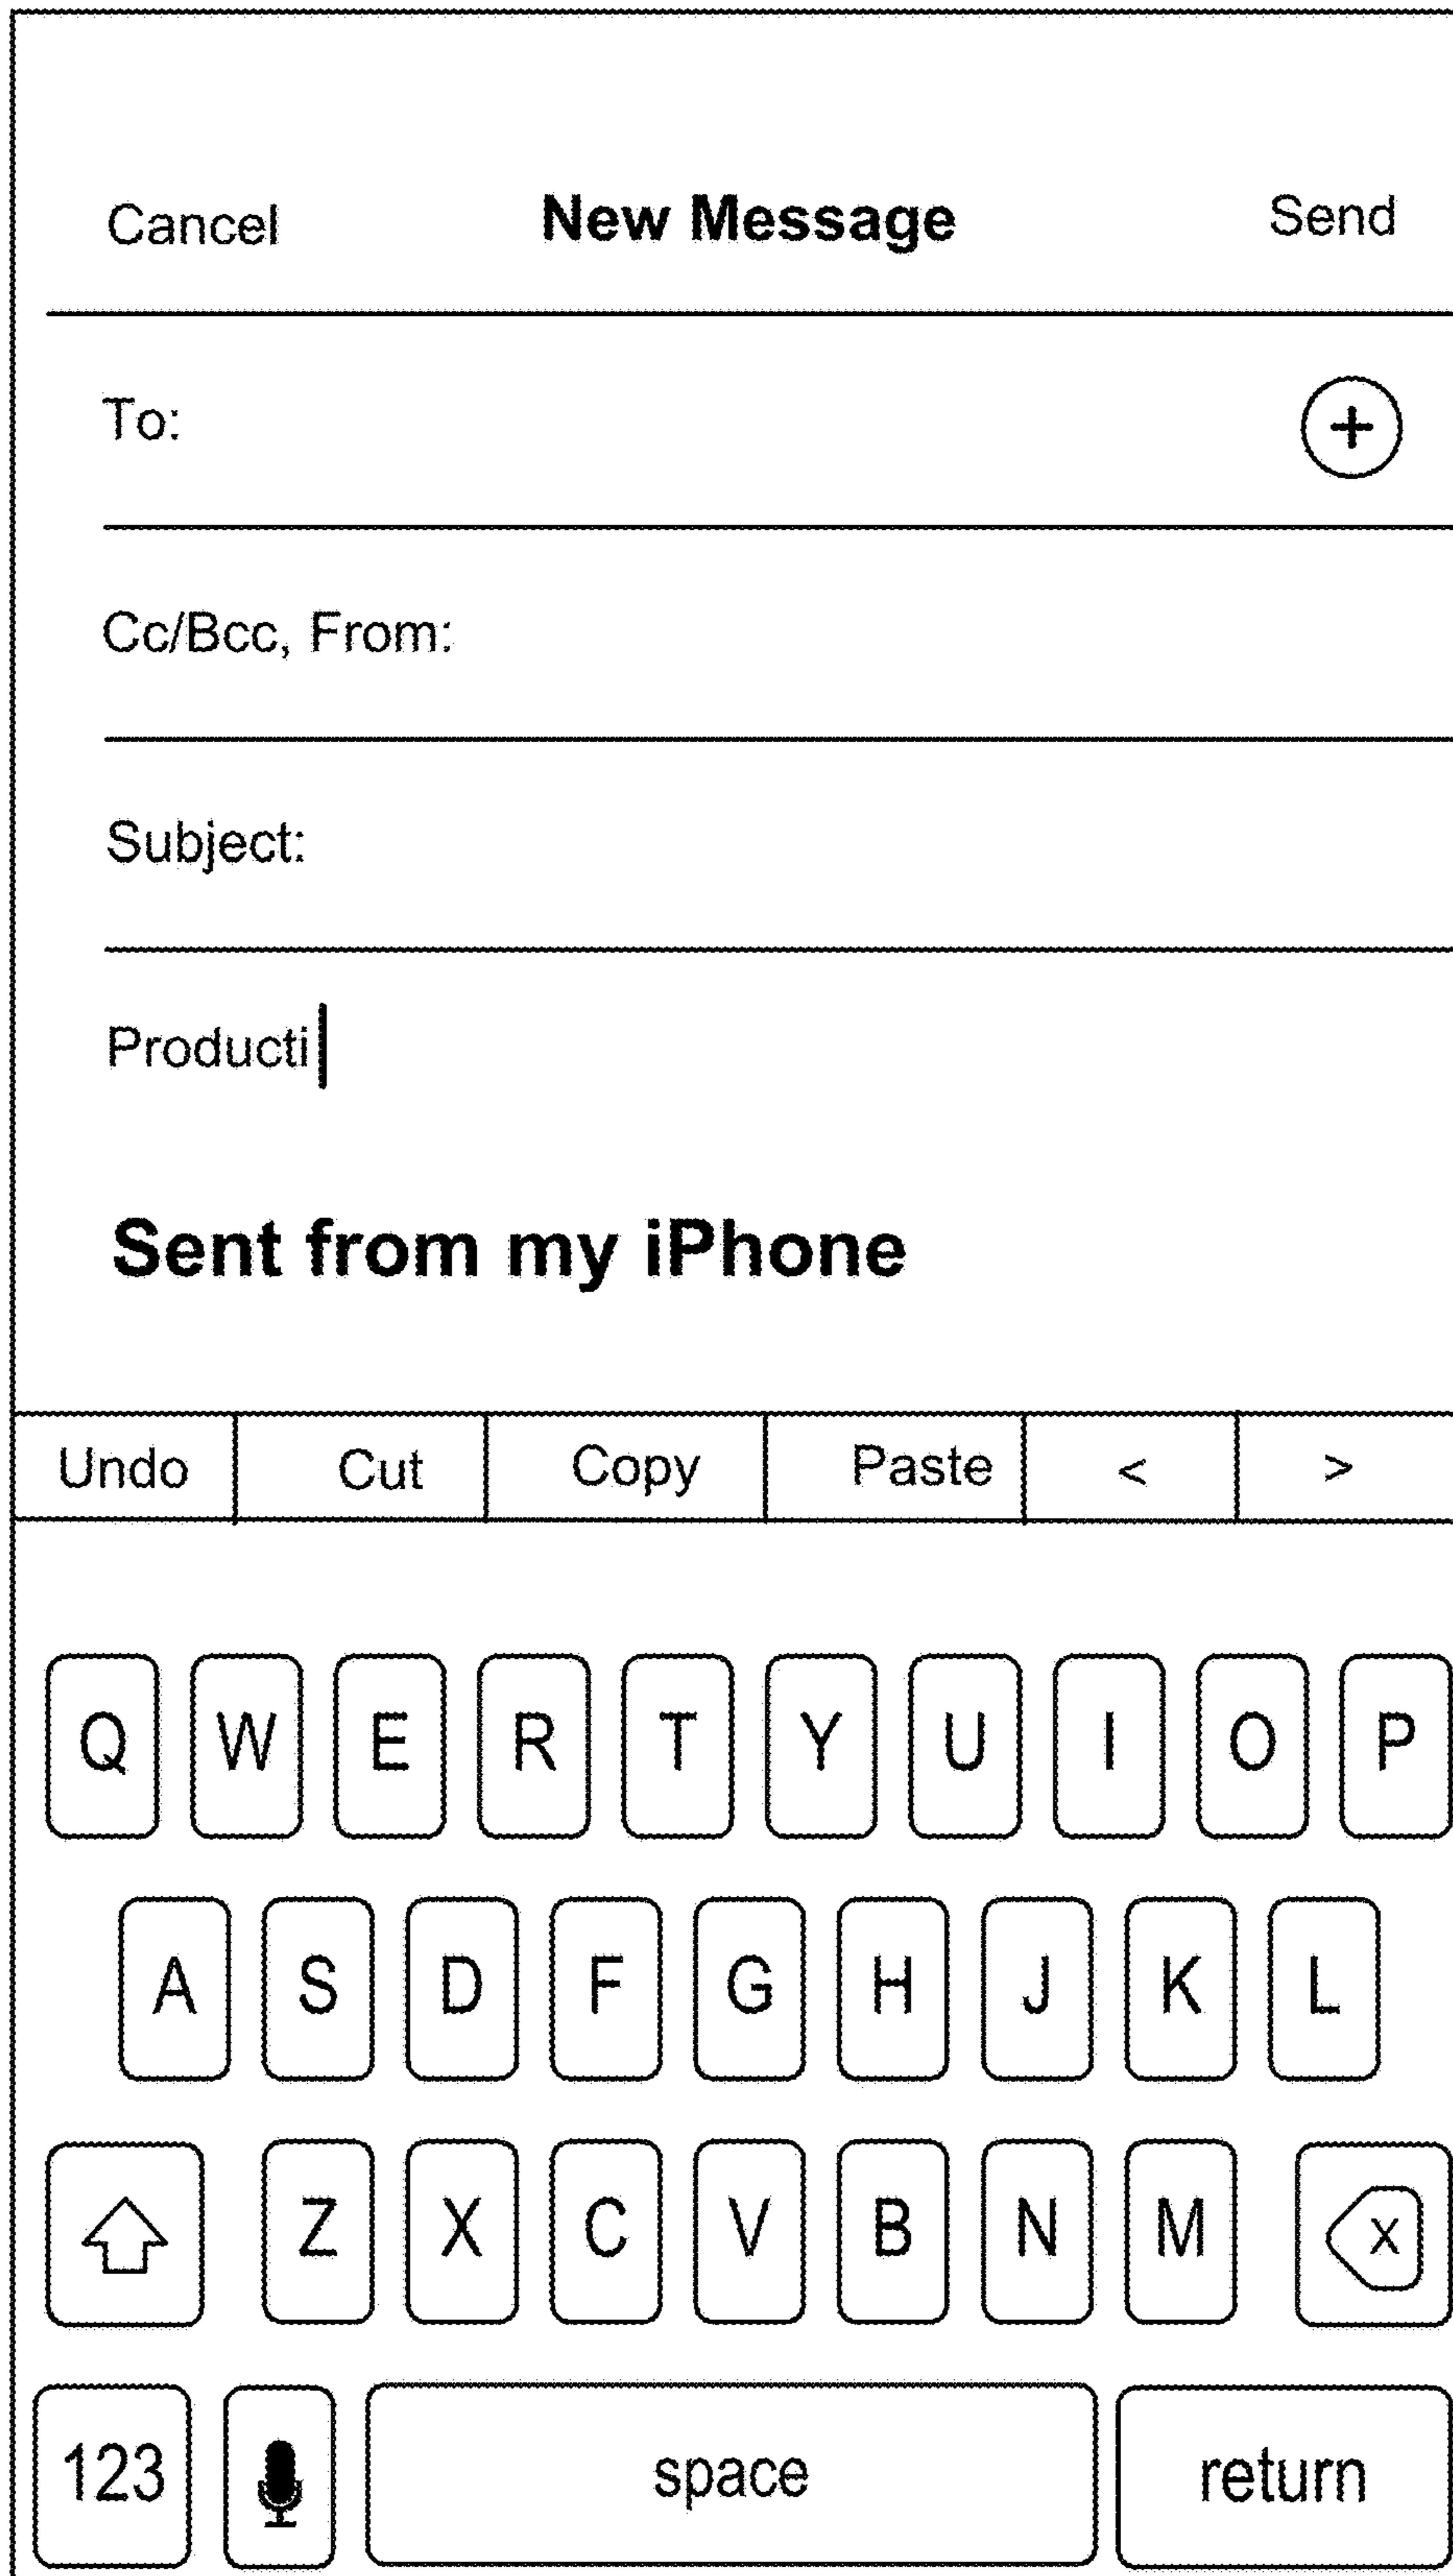 Cancel New Message Send
To: +
Cc/Bcc, From:
Subject:
Producti
Sent from my iPhone
Undo Cut Copy Paste < >
Q W E R T Y U I O P
A S D F G H J K L
Z X C V B N M X
123 space return